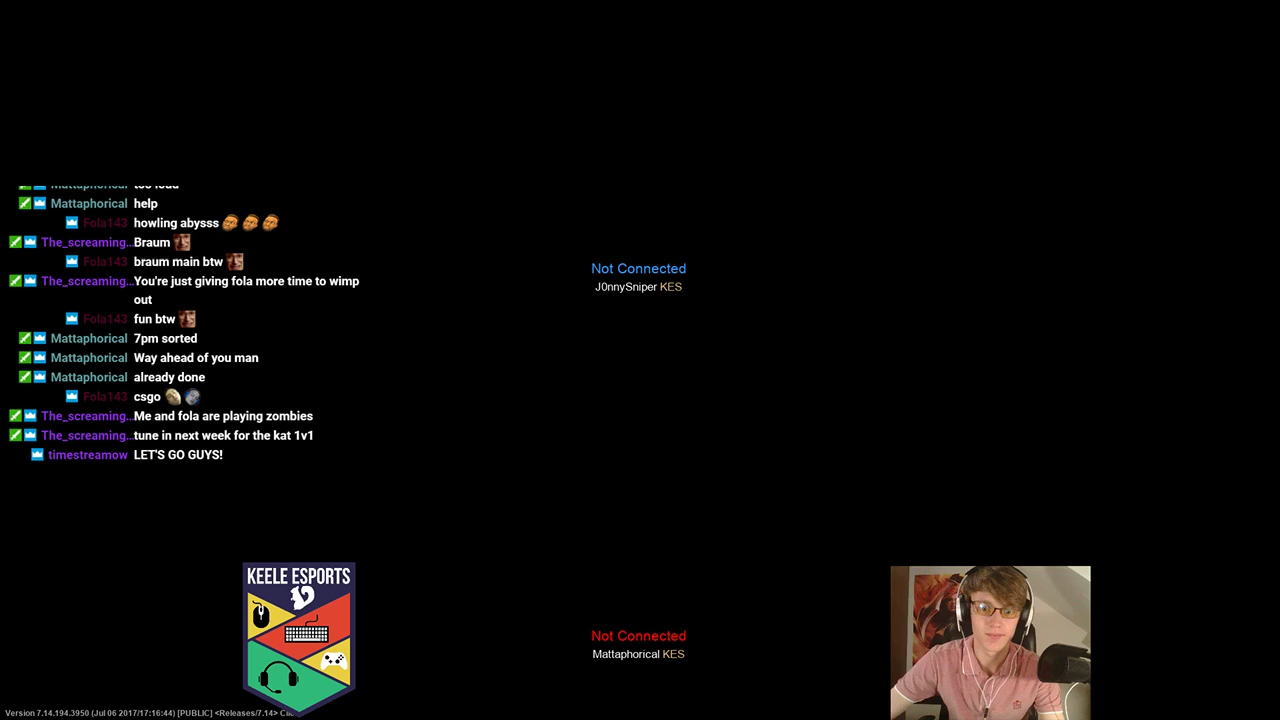 Mattaphorical too loud
Mattaphorical help
Fola143 howling abysss
The_screaming... Braum
Fola143 braum main btw
The_screaming... You're just giving fola more time to wimp
out
Fola143 fun btw
Mattaphorical 7pm sorted
Mattaphorical Way ahead of you man
Mattaphorical already done
Fola143 csgo
The_screaming... Me and fola are playing zombies
The_screaming... tune in next week for the kat 1v1
timestreamow LET'S GO GUYS!
Not Connected
J0nnySniper KES
Not Connected
Mattaphorical KES
KEELE ESPORTS
Version 7.14.194.3950 (Jul 06 2017/17:16:44) [PUBLIC] <Releases/7.14>